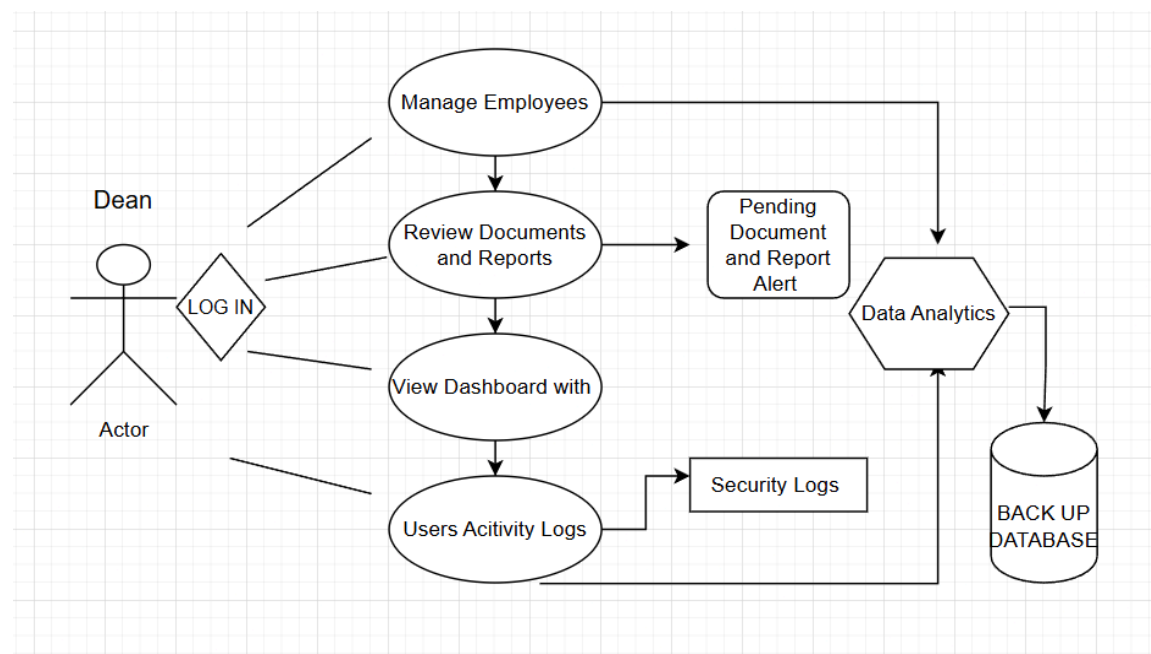 Manage Employees
Dean
Review Documents
and Reports
Pending
Document
and Report
Alert
LOG IN
Data Analytics
View Dashboard with
Actor
Users Acitivity Logs
Security Logs
BACK UP
DATABASE